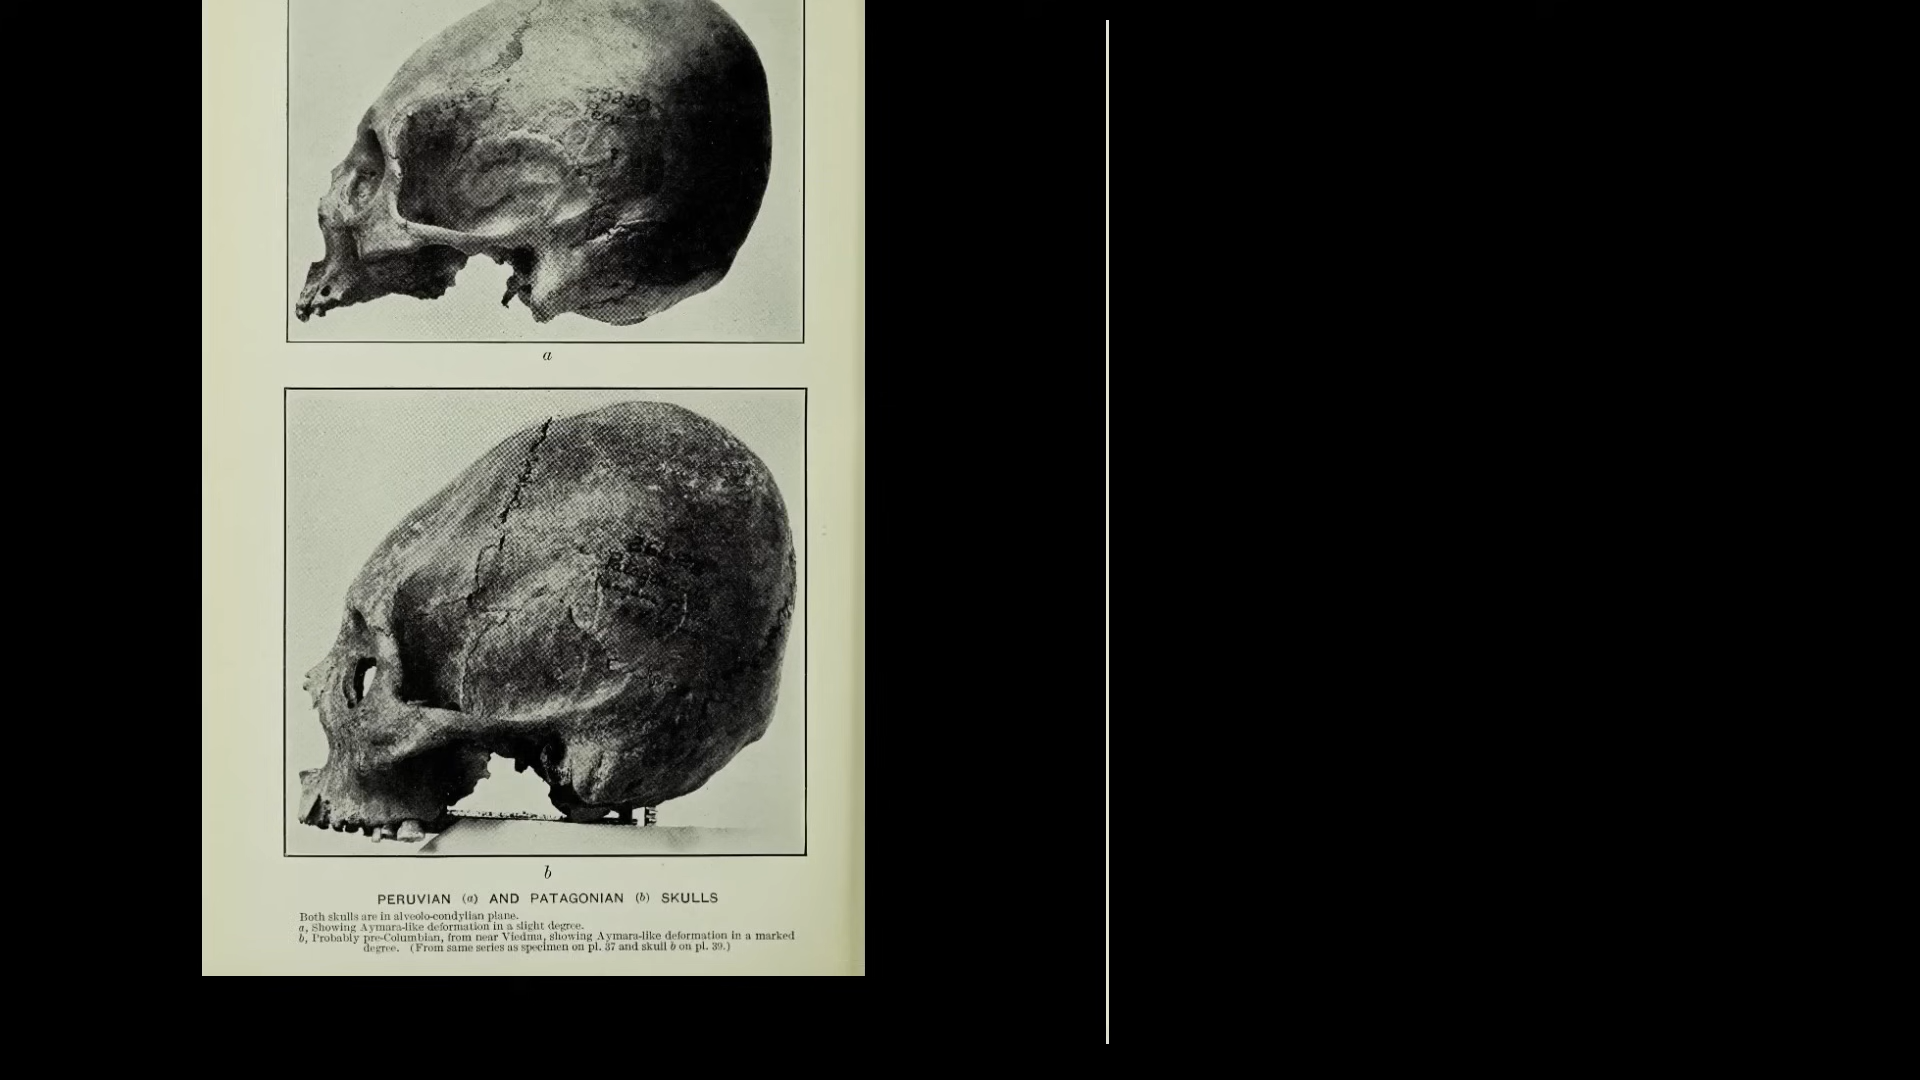 25250
Peru
a
b
PERUVIAN (a) AND PATAGONIAN (b) SKULLS
Both skulls are in alveolo-condylian plane.
a, Showing Aymara-like deformation in a slight degree.
b, Probably pre-Columbian, from near Viedma, showing Aymara-like deformation in a marked
degree. (From same series as specimen on pl. 37 and skull b on pl. 39.)